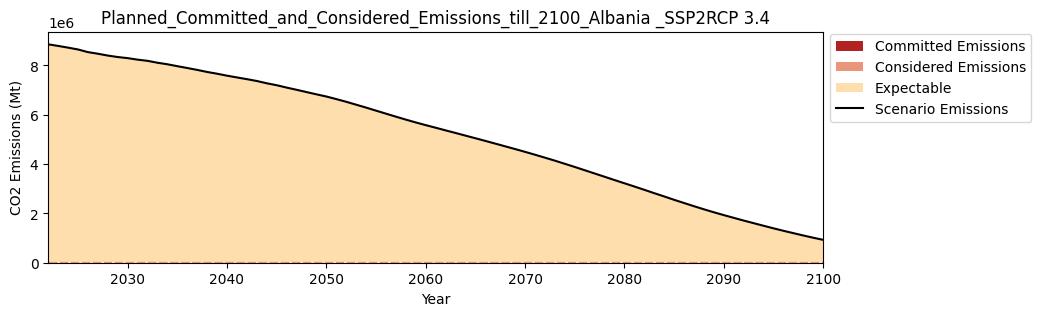 Planned_Committed_and_Considered_Emissions_till_2100_Albania _SSP2RCP 3.4
1e6
8
6
4
2
0
CO2 Emissions (Mt)
2030 2040 2050 2060 2070 2080 2090 2100
Year
Committed Emissions
Considered Emissions
Expectable
Scenario Emissions